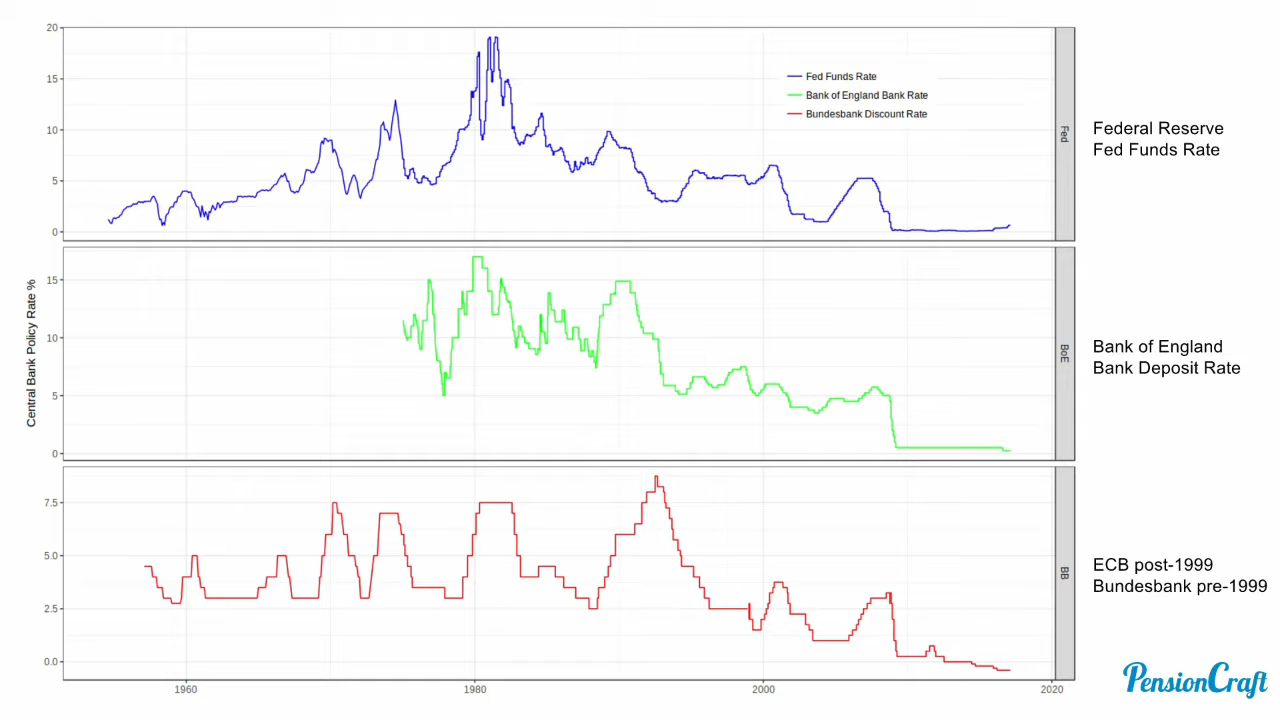 20
15
10
5
0
Fed Funds Rate
Bank of England Bank Rate
Bundesbank Discount Rate
Fed
Federal Reserve
Fed Funds Rate
Central Bank Policy Rate %
15
10
5
0
BoE
Bank of England
Bank Deposit Rate
7.5
5.0
2.5
0.0
BB
ECB post-1999
Bundesbank pre-1999
1960
1980
2000
2020
PensionCraft